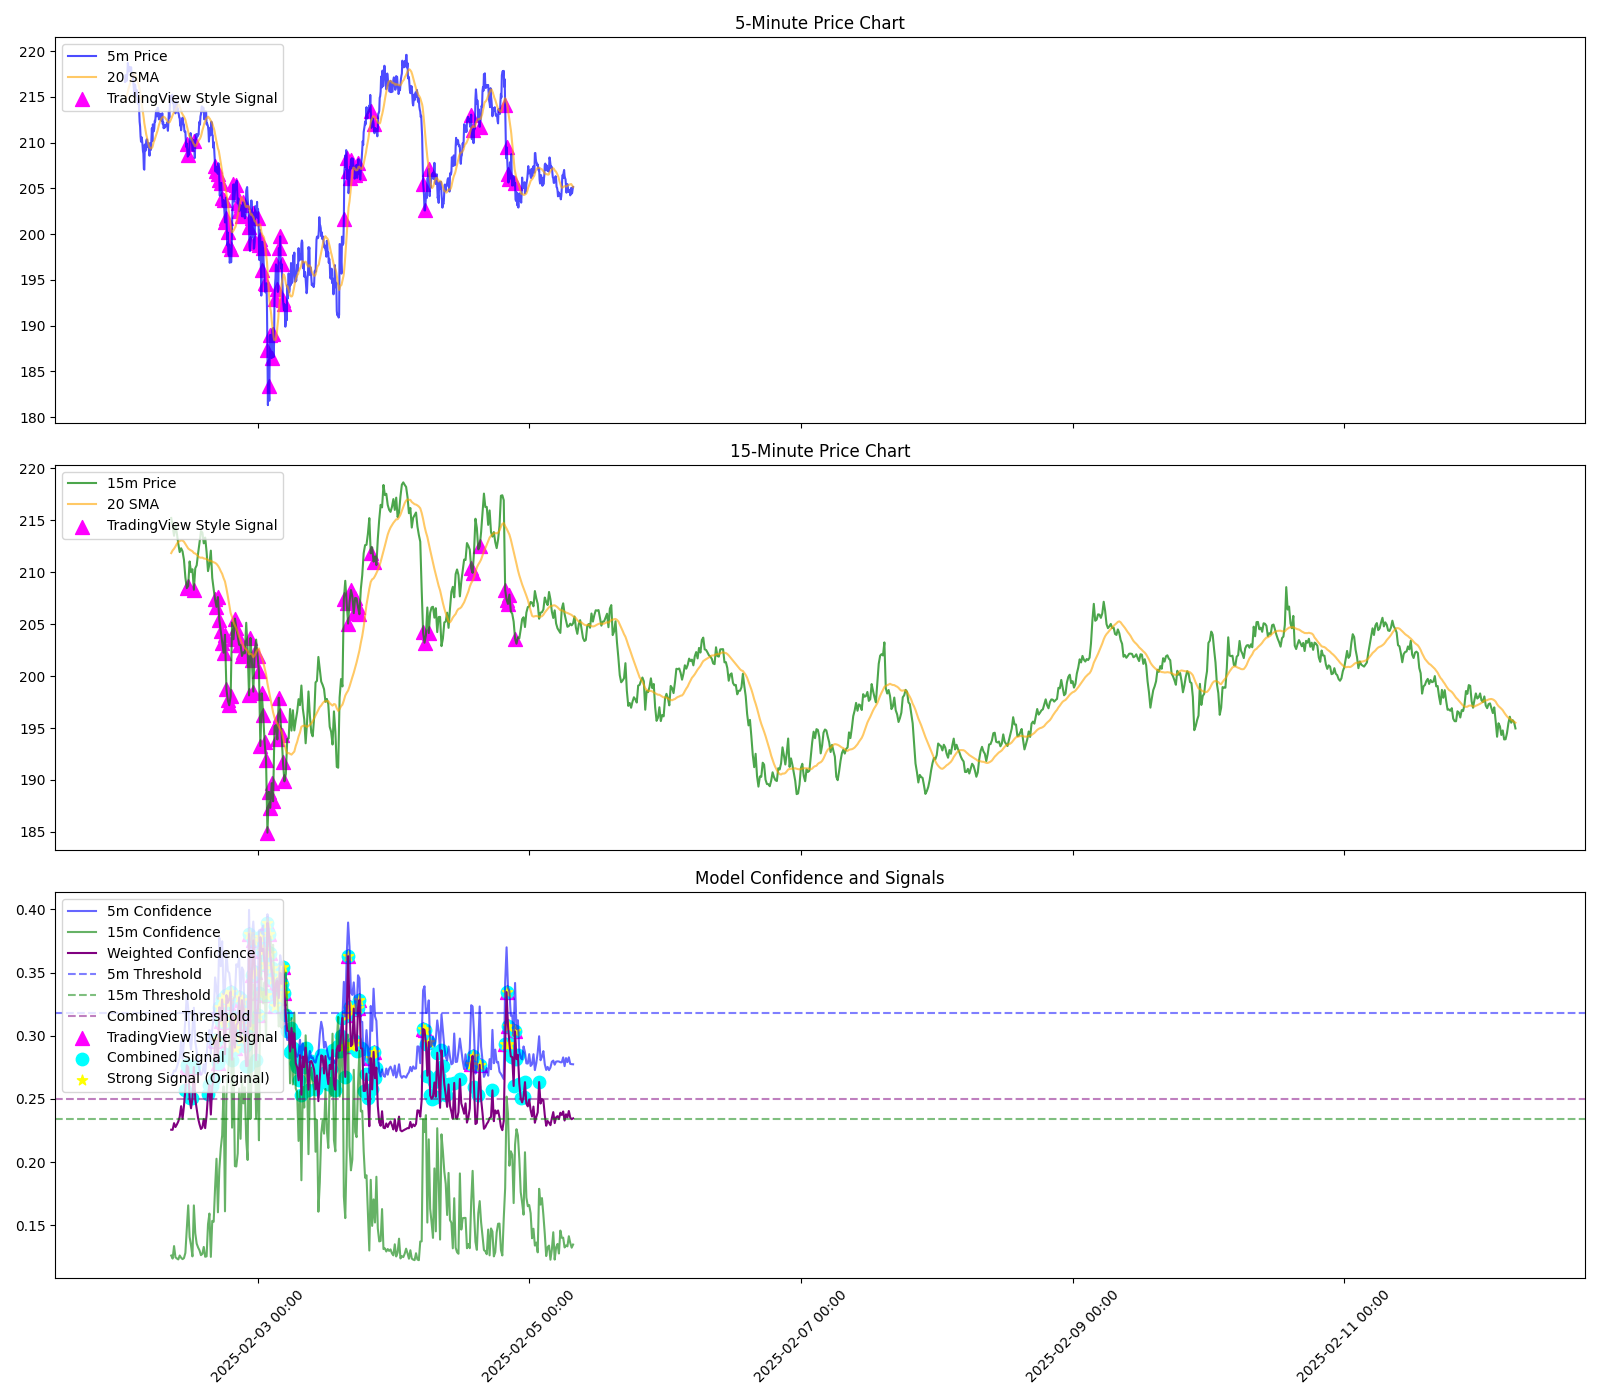 5-Minute Price Chart
5m Price
20 SMA
TradingView Style Signal
220
215
210
205
200
195
190
185
180
15-Minute Price Chart
15m Price
20 SMA
TradingView Style Signal
220
215
210
205
200
195
190
185
Model Confidence and Signals
5m Confidence
15m Confidence
Weighted Confidence
5m Threshold
15m Threshold
Combined Threshold
TradingView Style Signal
Combined Signal
Strong Signal (Original)
0.40
0.35
0.30
0.25
0.20
0.15
2025-02-03 00:00
2025-02-05 00:00
2025-02-07 00:00
2025-02-09 00:00
2025-02-11 00:00